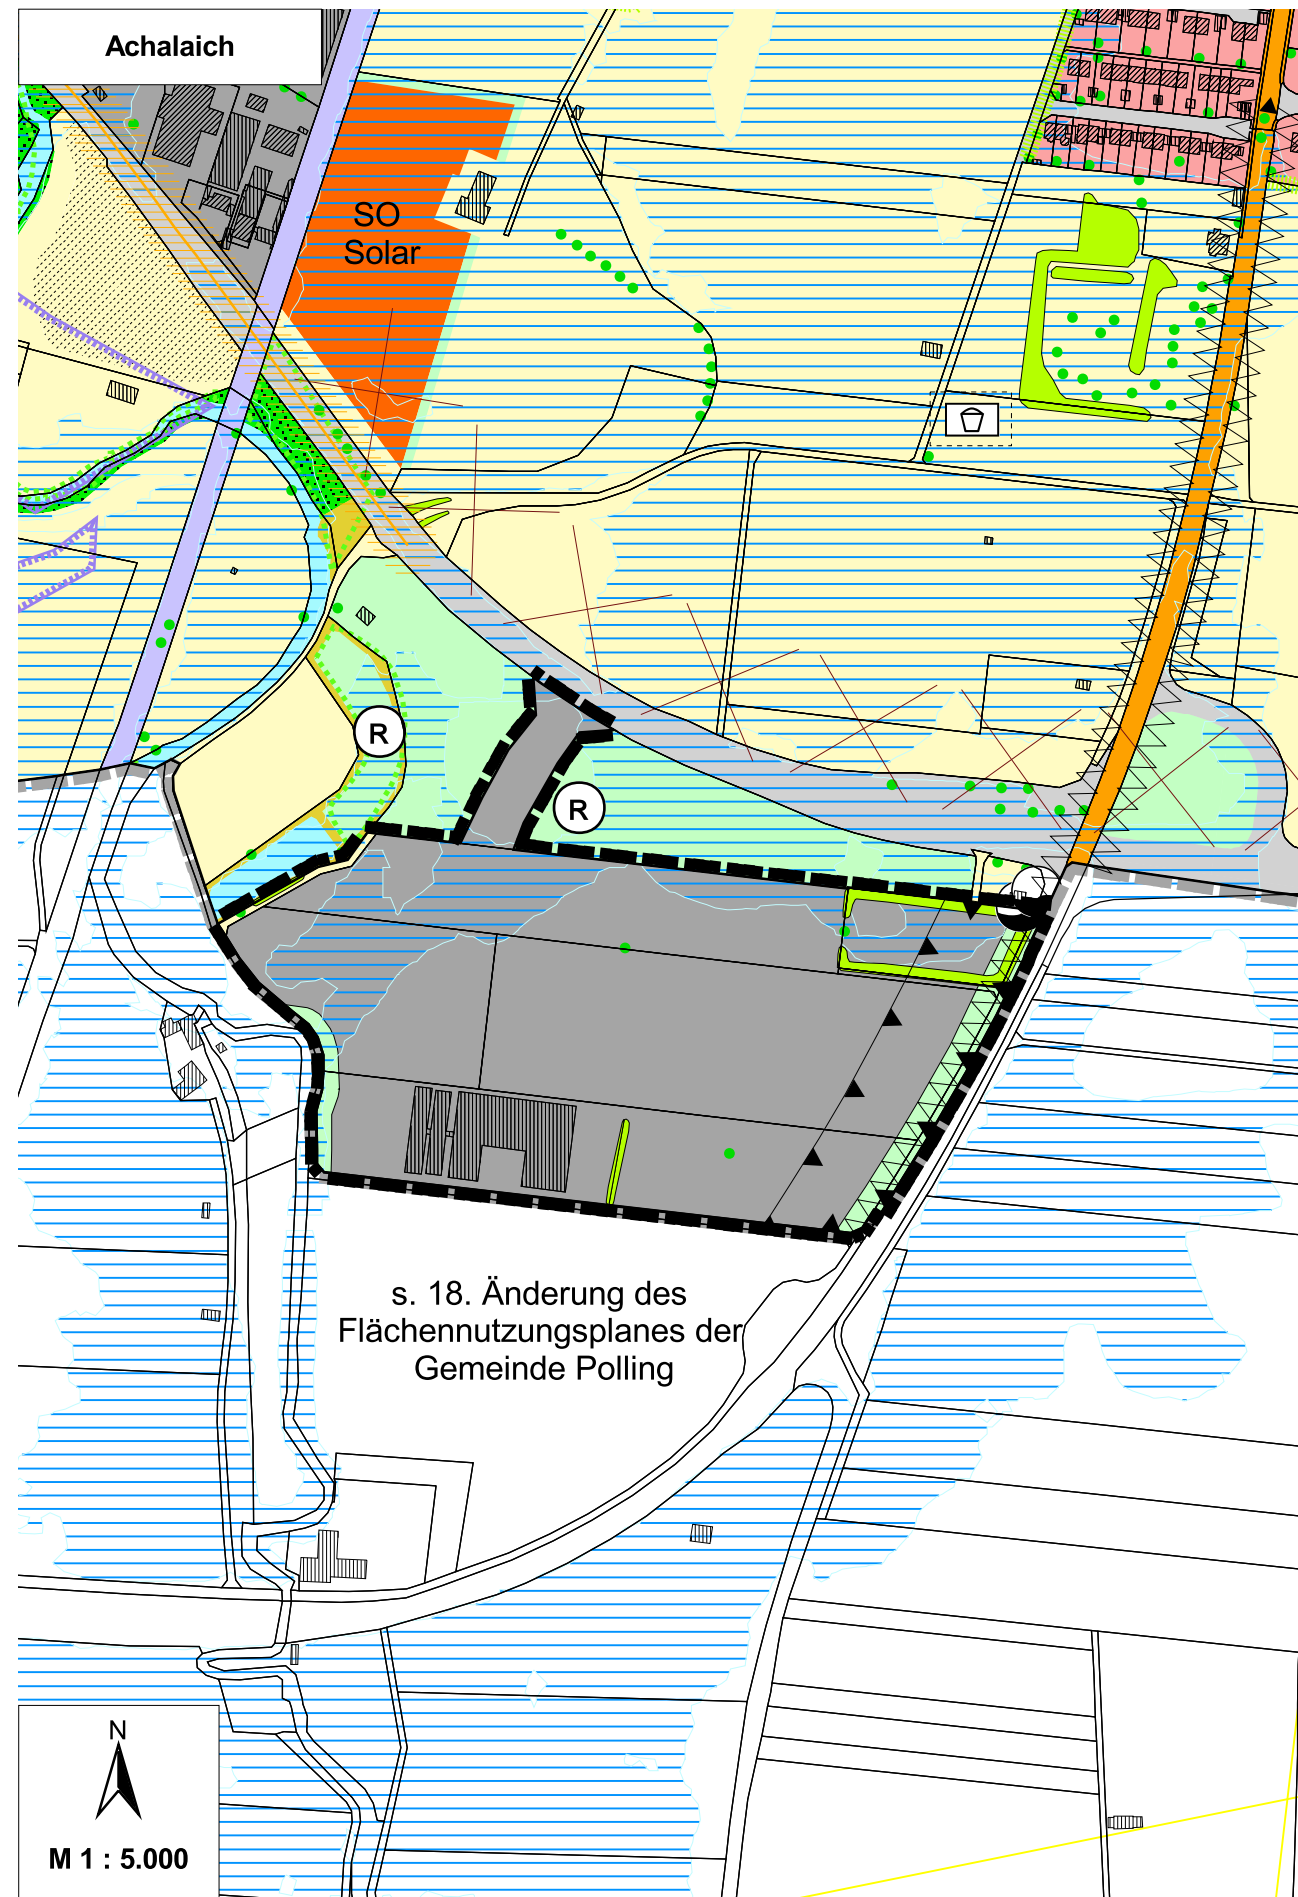 Achalaich
SO
Solar
R
R
s. 18. Änderung des
Flächennutzungsplanes der
Gemeinde Polling
N
M 1 : 5.000